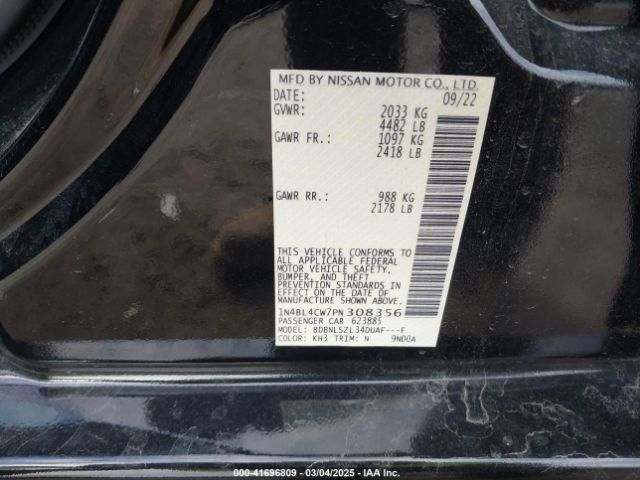 MFD BY NISSAN MOTOR CO., LTD.
DATE: 09/22
GVWR: 2033 KG
4482 LB
GAWR FR.: 1097 KG
2418 LB
GAWR RR.: 988 KG
2178 LB
THIS VEHICLE CONFORMS TO
ALL APPLICABLE FEDERAL
MOTOR VEHICLE SAFETY,
BUMPER, AND THEFT
PREVENTION STANDARDS
IN EFFECT ON THE DATE OF
MANUFACTURE SHOWN ABOVE.
1N4BL4CW7PN308356
PASSENGER CAR 623885
MODEL: BDBNLSZL34DUAF---F
COLOR: KH3 TRIM: N 9N00A
000-41696809 - 03/04/2025 - IAA Inc.